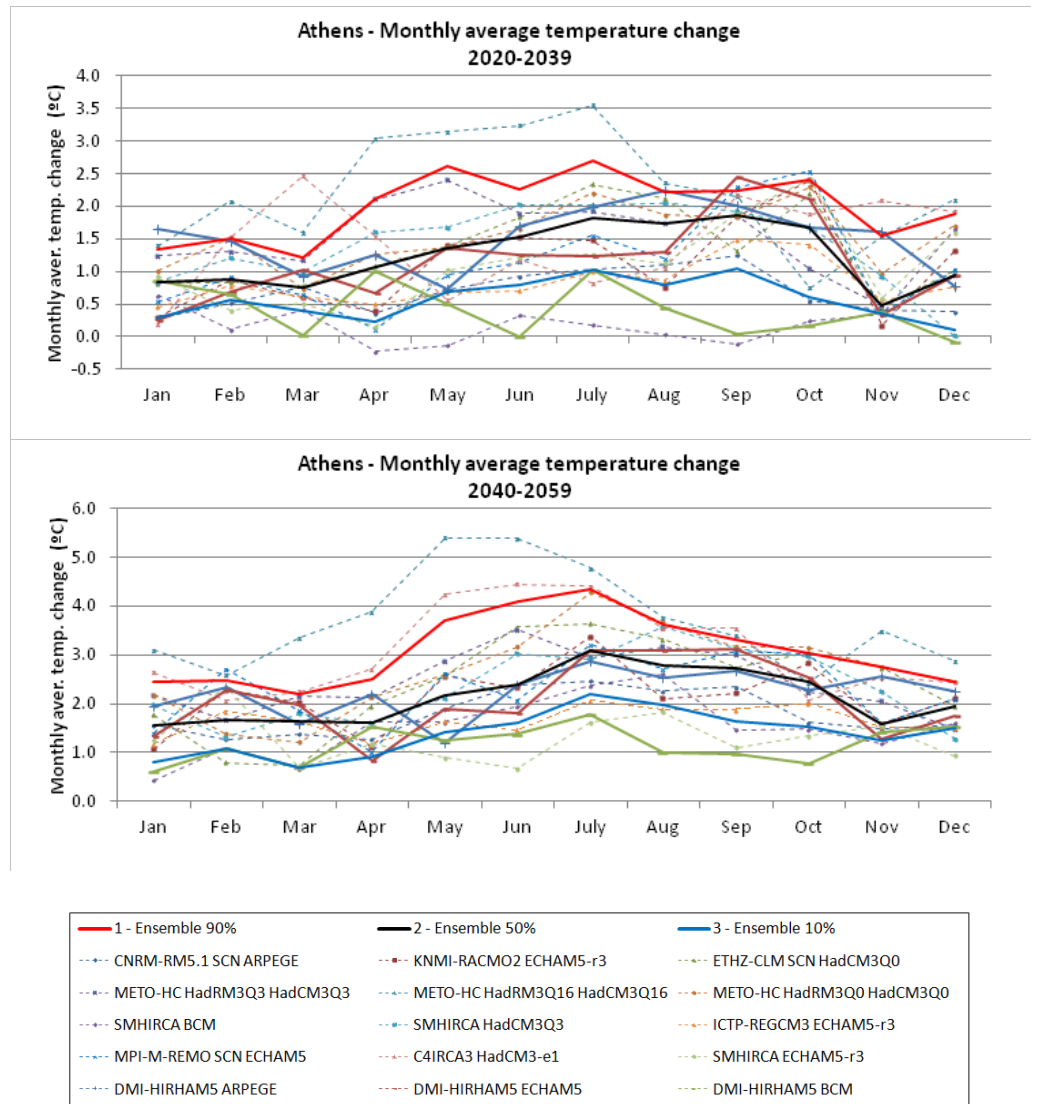 Athens - Monthly average temperature change
2020-2039
Monthly aver. temp. change (ºC)
4.0
3.5
3.0
2.5
2.0
1.5
1.0
0.5
0.0
-0.5
Jan Feb Mar Apr May Jun July Aug Sep Oct Nov Dec
Athens - Monthly average temperature change
2040-2059
Monthly aver. temp. change (ºC)
6.0
5.0
4.0
3.0
2.0
1.0
0.0
Jan Feb Mar Apr May Jun July Aug Sep Oct Nov Dec
1 - Ensemble 90% 2 - Ensemble 50% 3 - Ensemble 10%
CNRM-RM5.1 SCN ARPEGE KNMI-RACMO2 ECHAM5-r3 ETHZ-CLM SCN HadCM3Q0
METO-HC HadRM3Q3 HadCM3Q3 METO-HC HadRM3Q16 HadCM3Q16 METO-HC HadRM3Q0 HadCM3Q0
SMHIRCA BCM SMHIRCA HadCM3Q3 ICTP-REGCM3 ECHAM5-r3
MPI-M-REMO SCN ECHAM5 C4IRCA3 HadCM3-e1 SMHIRCA ECHAM5-r3
DMI-HIRHAM5 ARPEGE DMI-HIRHAM5 ECHAM5 DMI-HIRHAM5 BCM